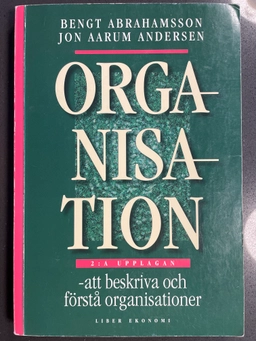 BENGT ABRAHAMSSON
JON AARUM ANDERSEN
ORGA-
NISA-
TION
2:A UPPLAGAN
-att beskriva och
förstå organisationer
LIBER EKONOMI